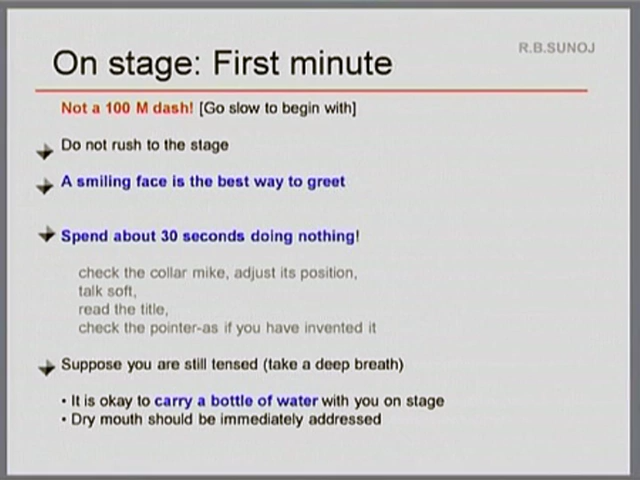 R.B.SUNOJ
On stage: First minute
Not a 100 M dash! [Go slow to begin with]
Do not rush to the stage
A smiling face is the best way to greet
Spend about 30 seconds doing nothing!
check the collar mike, adjust its position,
talk soft,
read the title,
check the pointer-as if you have invented it
Suppose you are still tensed (take a deep breath)
• It is okay to carry a bottle of water with you on stage
• Dry mouth should be immediately addressed